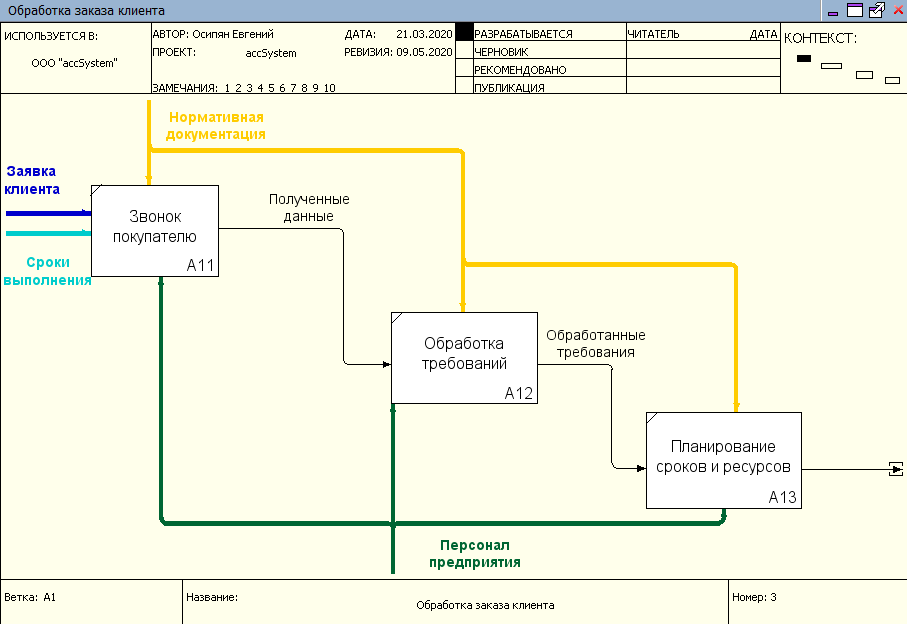 Обработка заказа клиента
ИСПОЛЬЗУЕТСЯ В:
ООО "accSystem"
АВТОР: Осипян Евгений
ДАТА: 21.03.2020
ПРОЕКТ: accSystem
РЕВИЗИЯ: 09.05.2020
ЗАМЕЧАНИЯ: 1 2 3 4 5 6 7 8 9 10
РАЗРАБАТЫВАЕТСЯ
ЧЕРНОВИК
РЕКОМЕНДОВАНО
ПУБЛИКАЦИЯ
ЧИТАТЕЛЬ
ДАТА
КОНТЕКСТ:
Нормативная
документация
Заявка
клиента
Сроки
выполнения
Звонок
покупателю
A11
Полученные
данные
Обработка
требований
A12
Обработанные
требования
Планирование
сроков и ресурсов
A13
Персонал
предприятия
Ветка: A1
Название:
Обработка заказа клиента
Номер: 3